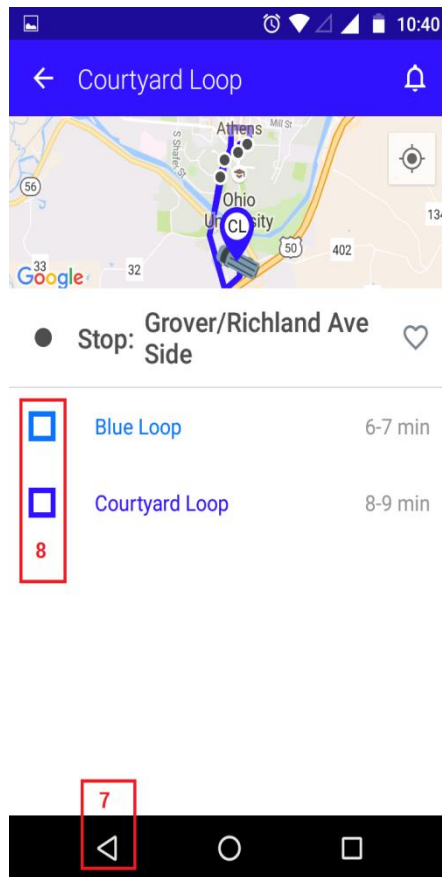 10:40
Courtyard Loop
Athens
Mill St
S Shafer St
56
Ohio
University
CL
50
402
13
33
32
Google
Stop: Grover/Richland Ave
Side
Blue Loop 6-7 min
Courtyard Loop 8-9 min
8
7